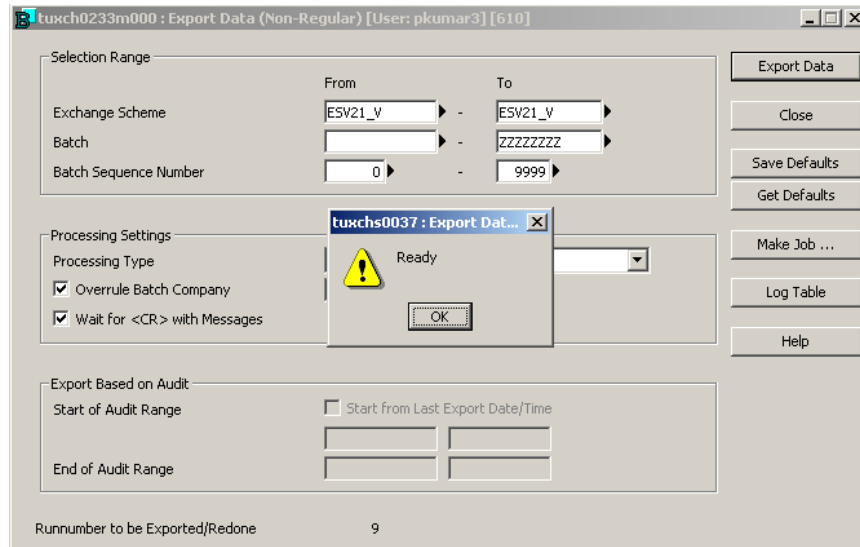 tuxch0233m000 : Export Data (Non-Regular) [User: pkumar3] [610]
Selection Range
From To
Exchange Scheme ESV21_V - ESV21_V
Batch - ZZZZZZZZ
Batch Sequence Number 0 - 9999
Processing Settings
Processing Type
Overrule Batch Company
Wait for <CR> with Messages
tuxchs0037 : Export Dat...
Ready
OK
Export Based on Audit
Start of Audit Range Start from Last Export Date/Time
End of Audit Range
Runnumber to be Exported/Redone 9
Export Data
Close
Save Defaults
Get Defaults
Make Job ...
Log Table
Help